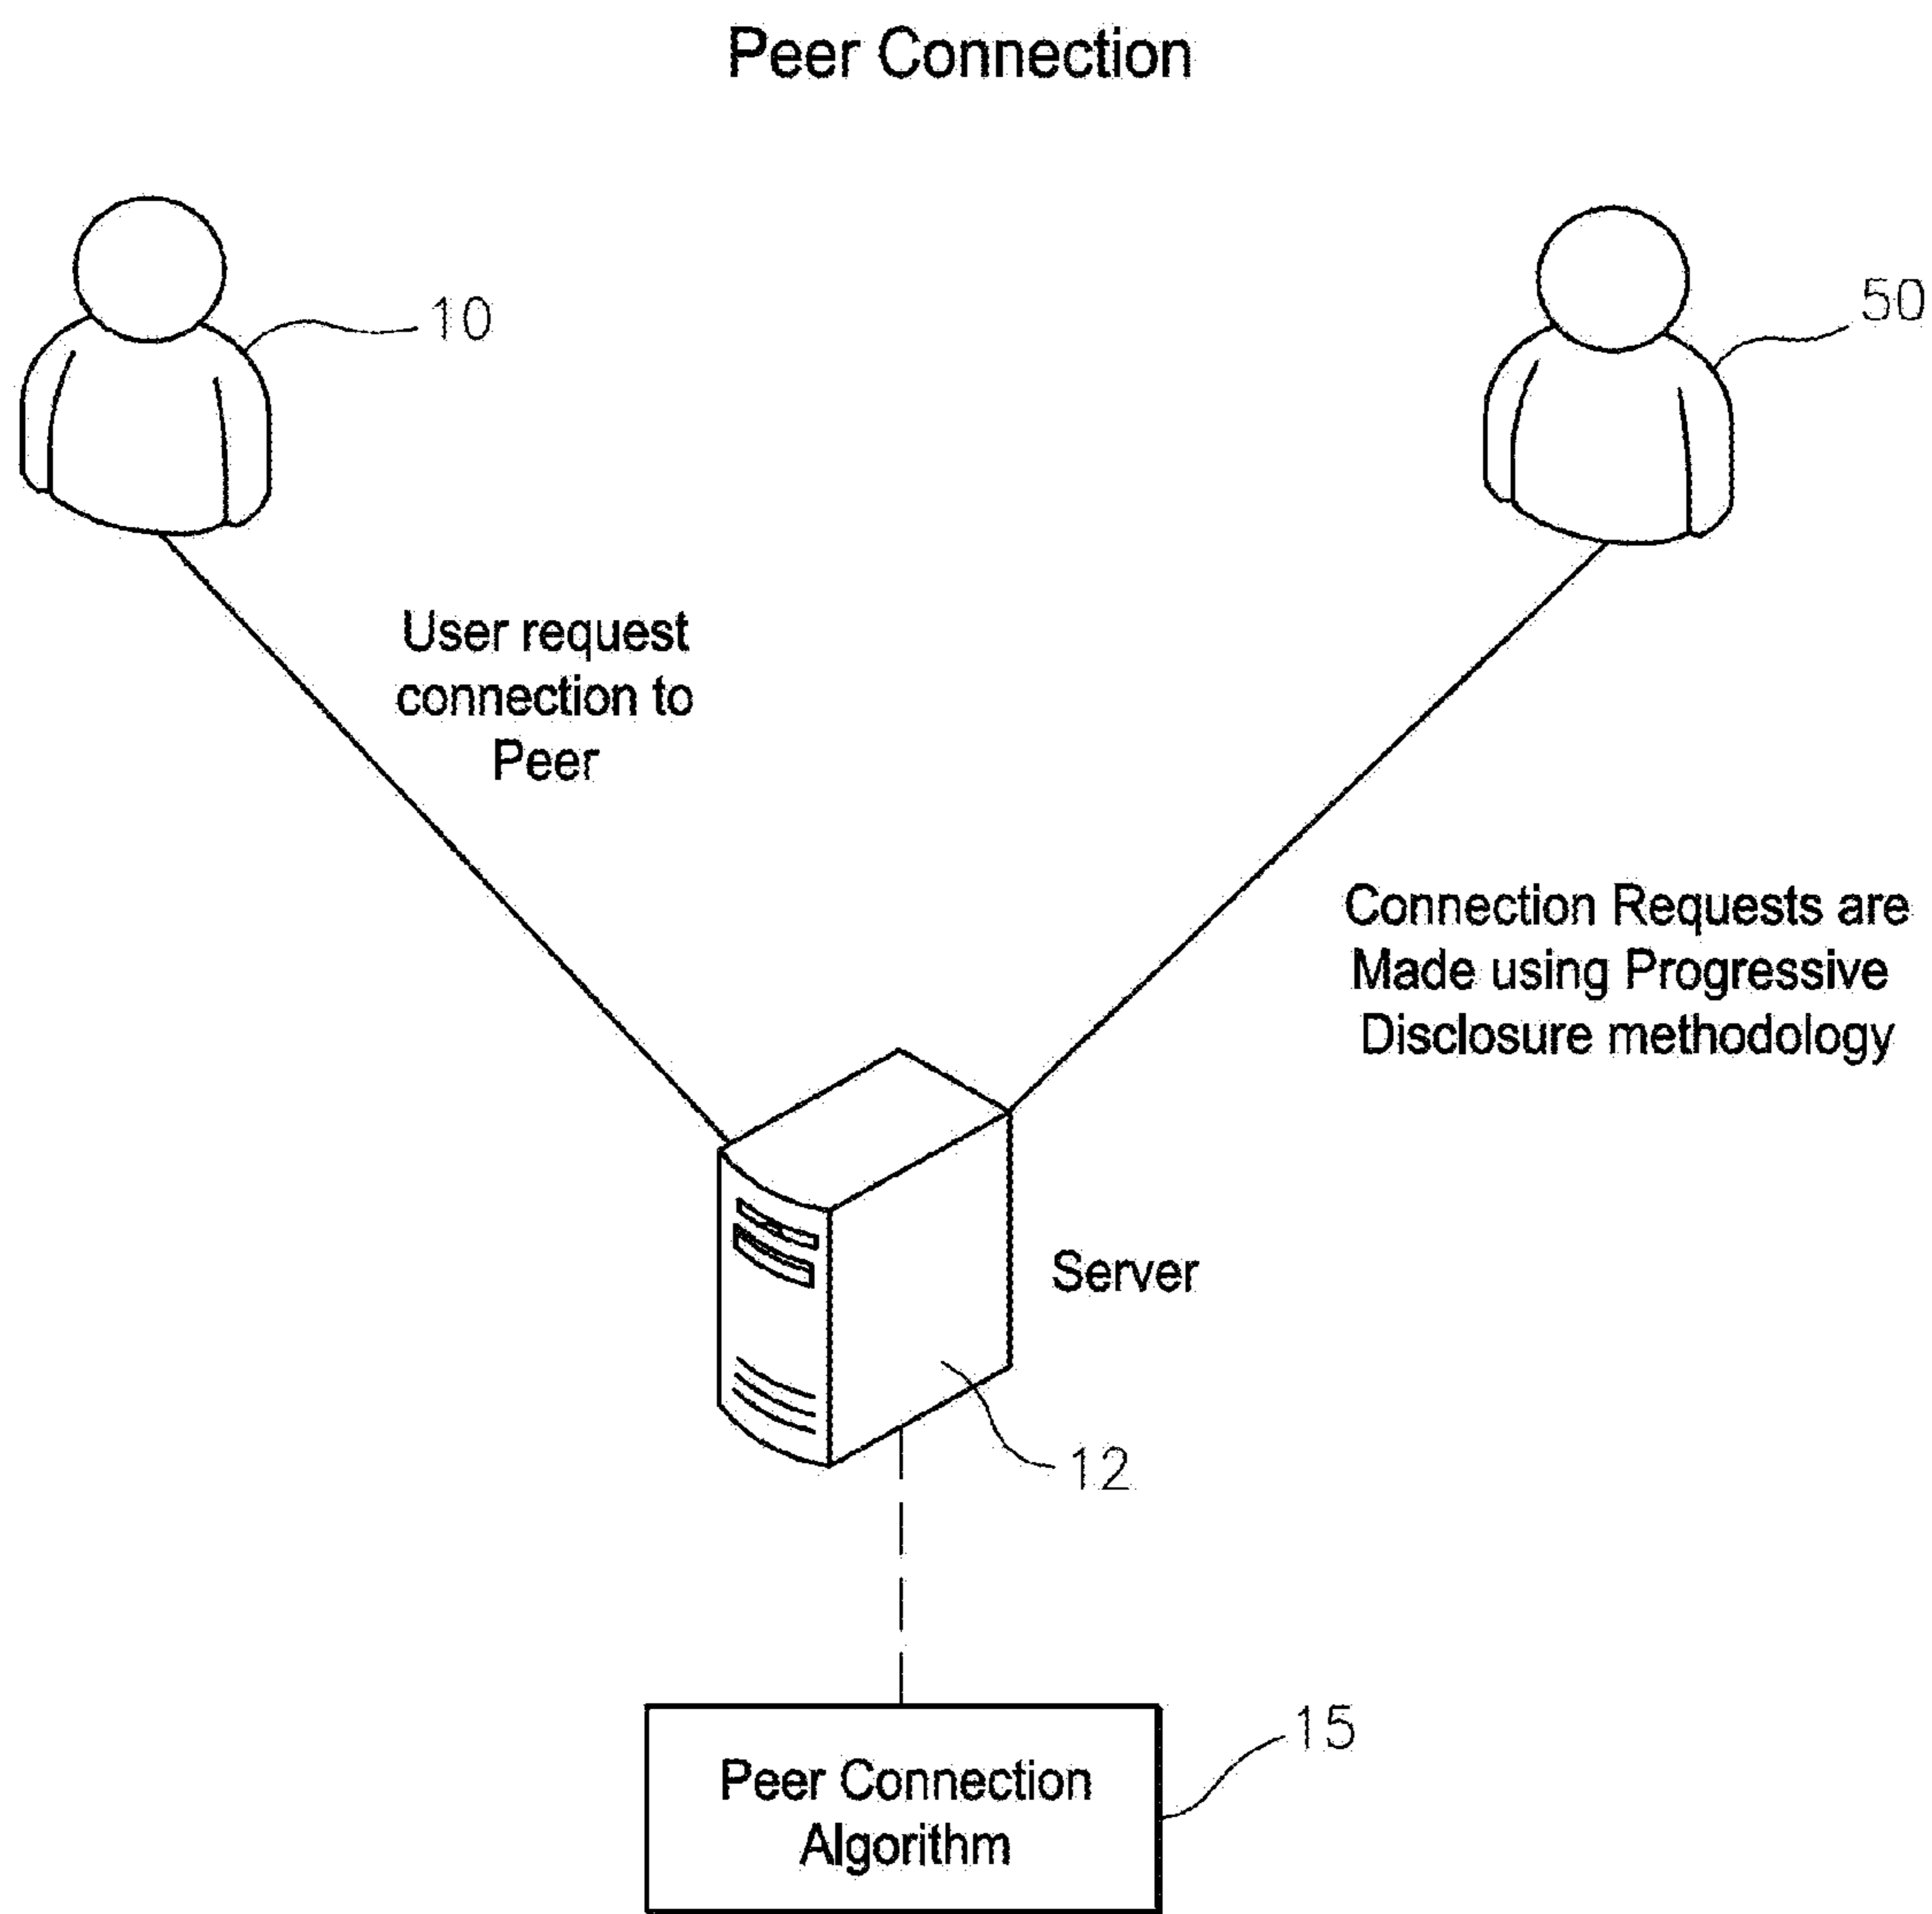 Peer Connection
10
50
User request
connection to
Peer
Connection Requests are
Made using Progressive
Disclosure methodology
Server
12
15
Peer Connection
Algorithm